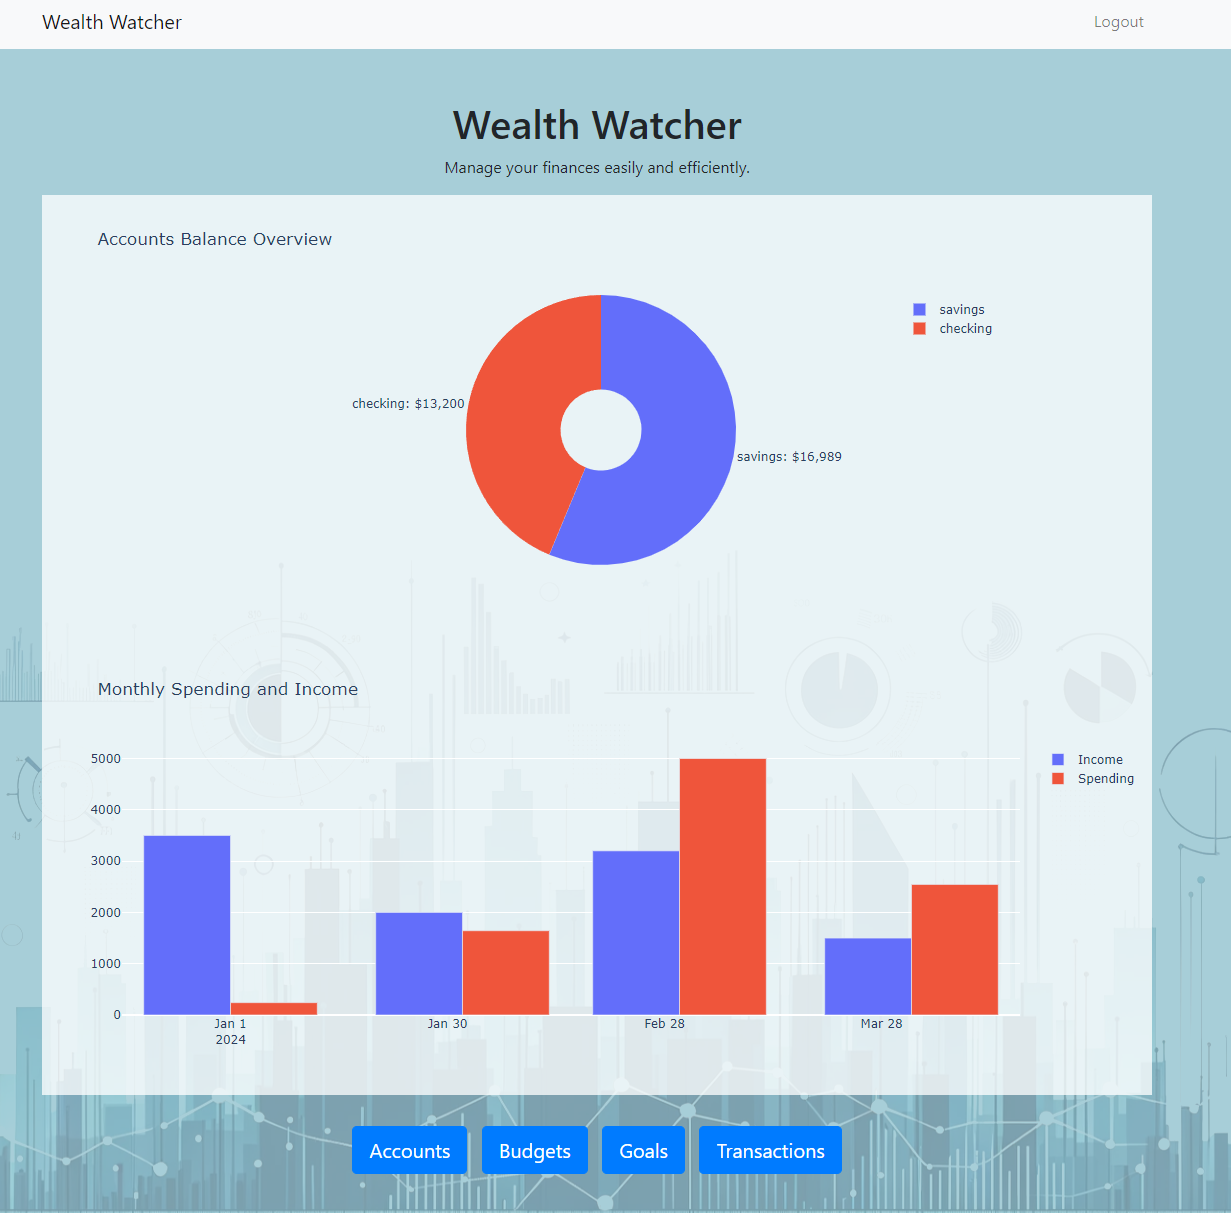 Wealth Watcher
Logout
Wealth Watcher
Manage your finances easily and efficiently.
Accounts Balance Overview
savings
checking
checking: $13,200
savings: $16,989
Monthly Spending and Income
5000
4000
3000
2000
1000
0
Income
Spending
Jan 1
2024
Jan 30
Feb 28
Mar 28
Accounts
Budgets
Goals
Transactions